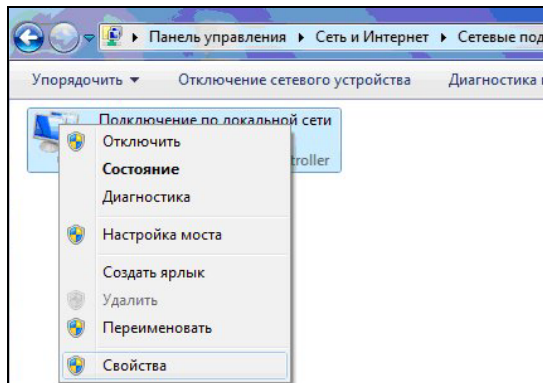 Панель управления Сеть и Интернет Сетевые под
Упорядочить Отключение сетевого устройства Диагностика
Подключение по локальной сети
troller
Отключить
Состояние
Диагностика
Настройка моста
Создать ярлык
Удалить
Переименовать
Свойства